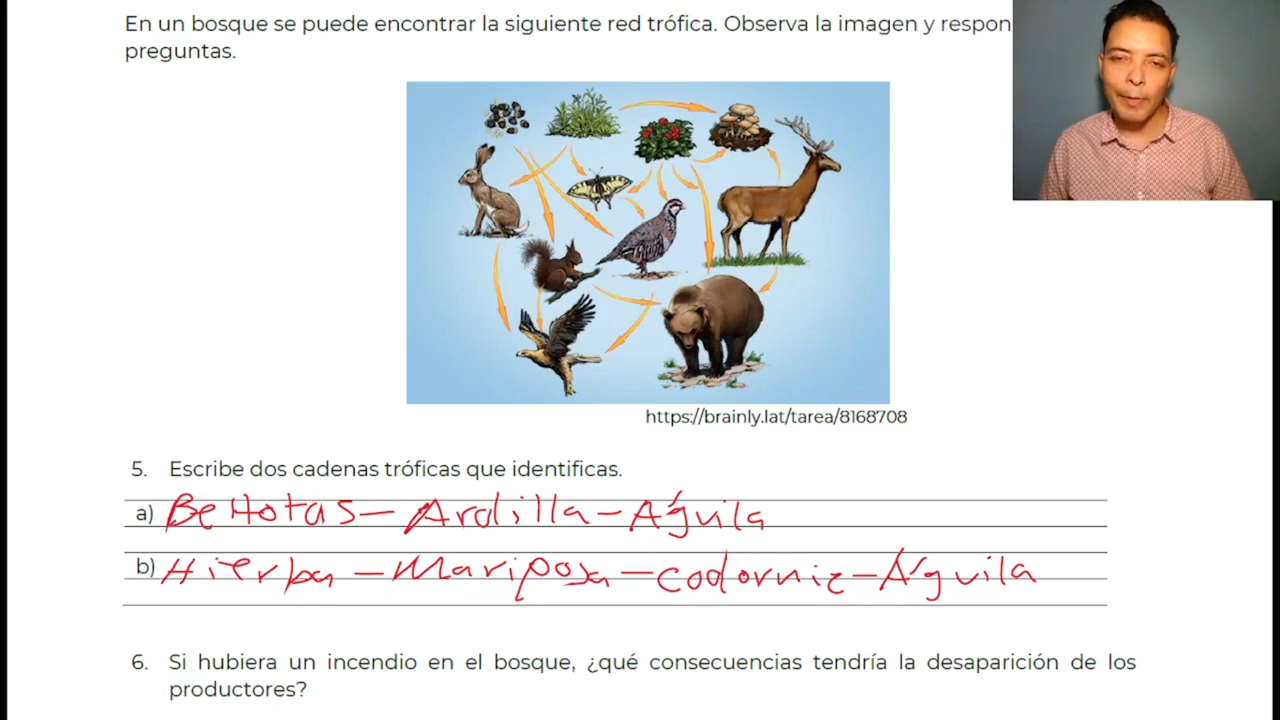 En un bosque se puede encontrar la siguiente red trófica. Observa la imagen y respon
preguntas.
https://brainly.lat/tarea/8168708
5. Escribe dos cadenas tróficas que identificas.
a) Bellotas - Ardilla - Águila
b) Hierba - Mariposa - codorniz - Águila
6. Si hubiera un incendio en el bosque, ¿qué consecuencias tendría la desaparición de los
productores?